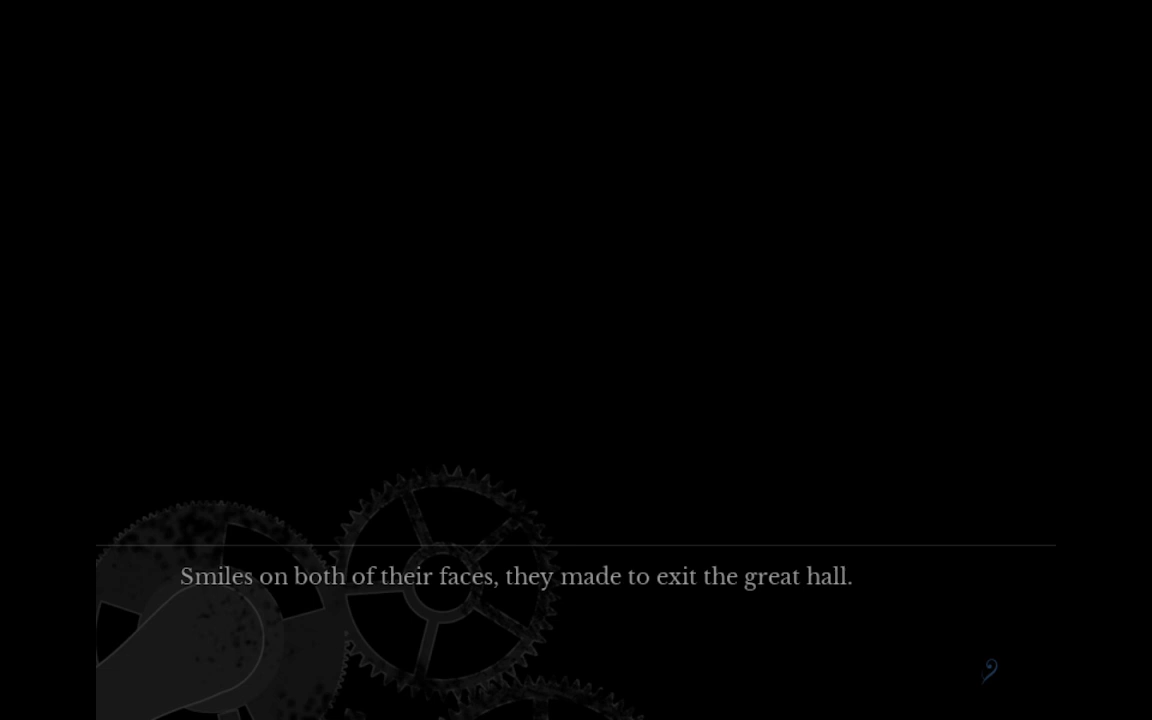 Smiles on both of their faces, they made to exit the great hall.